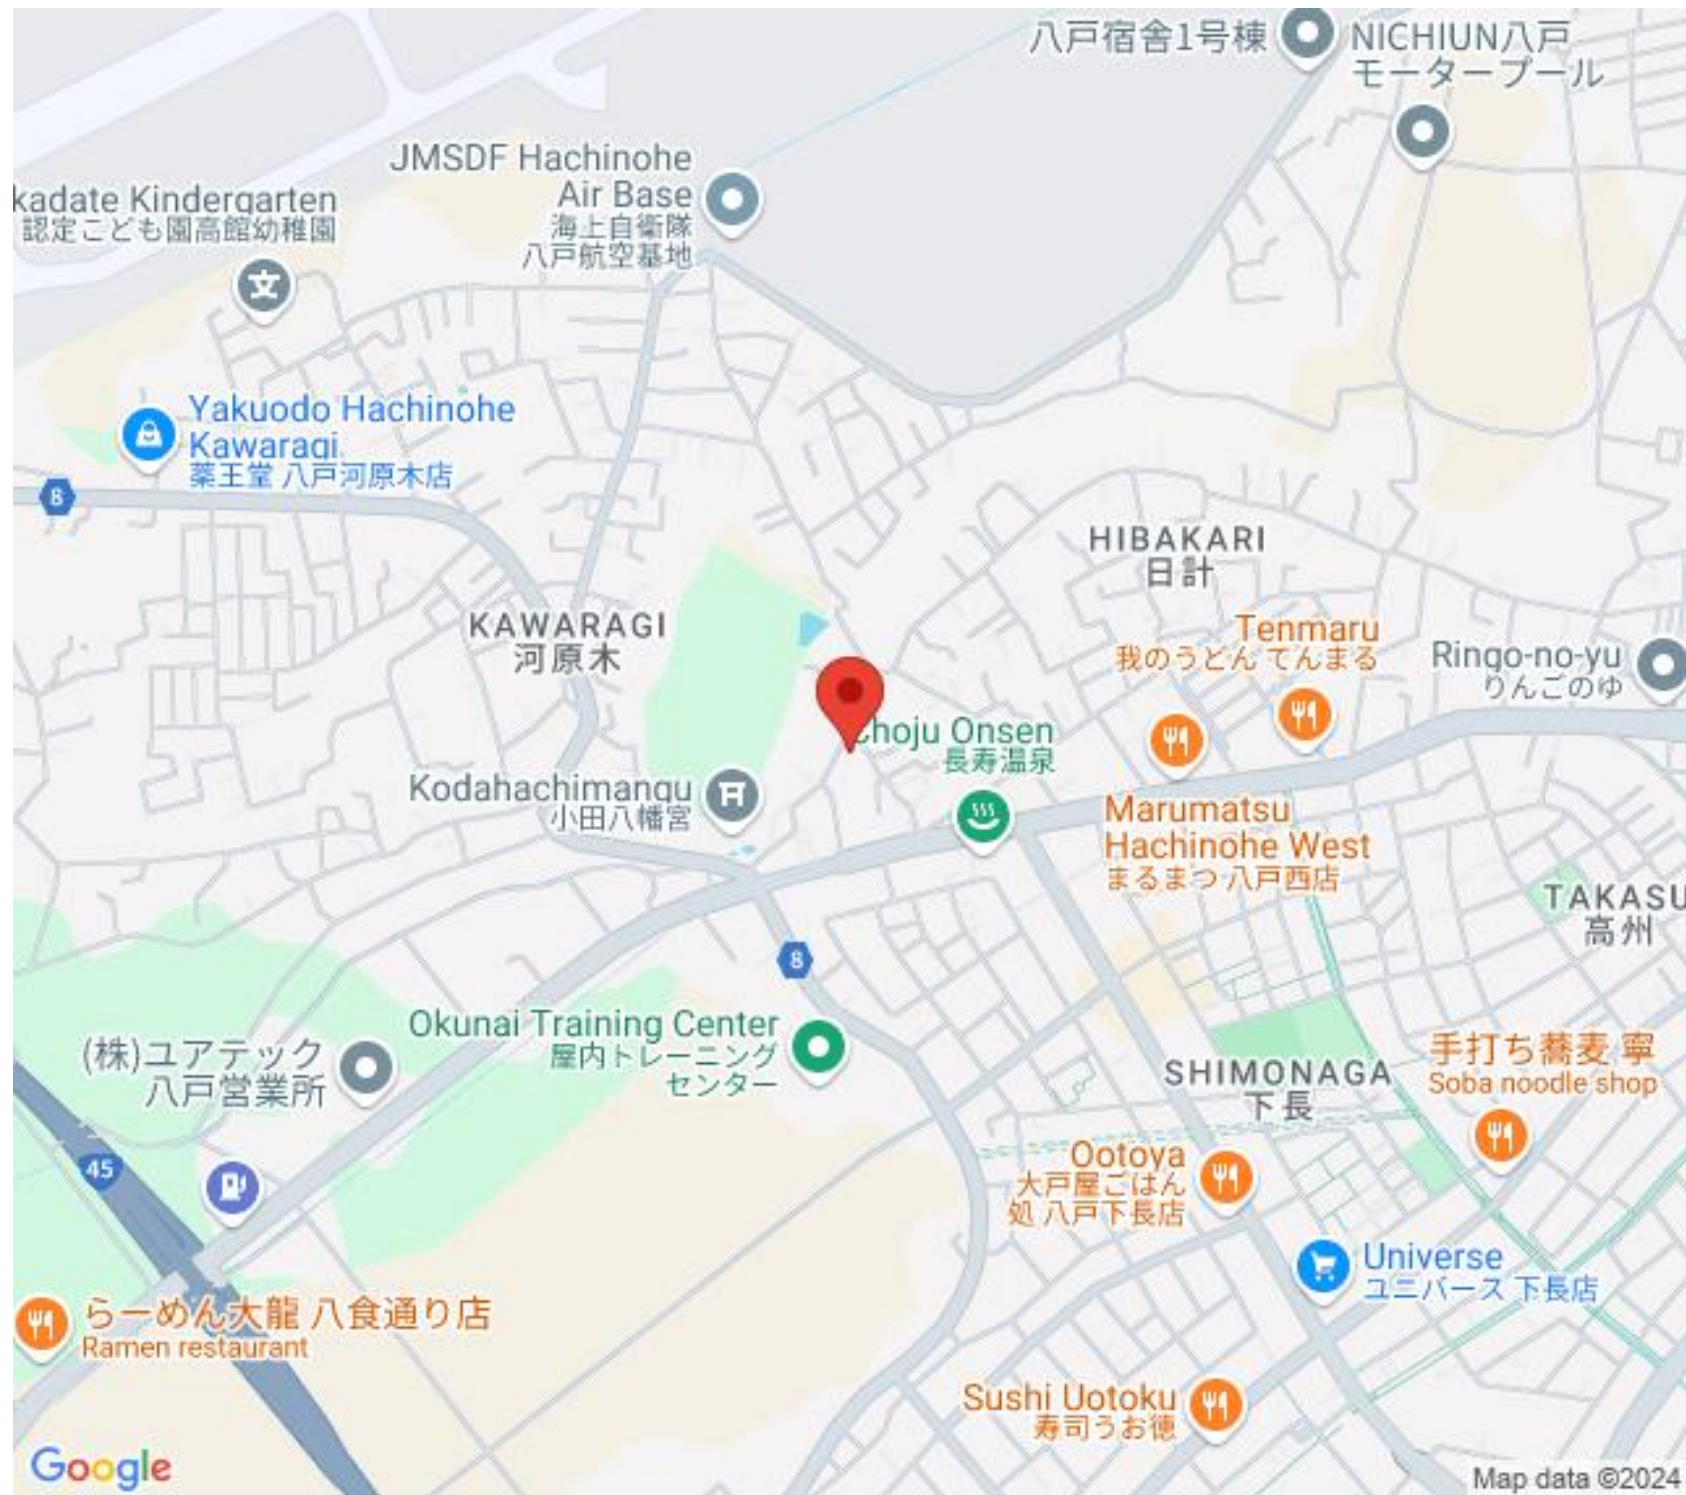 八戸宿舎1号棟
NICHIUN八戸
モータープール
JMSDF Hachinohe
Air Base
海上自衛隊
八戸航空基地
kadate Kindergarten
認定こども園高館幼稚園
文
Yakuodo Hachinohe
Kawaragi
薬王堂 八戸河原木店
8
HIBAKARI
日計
KAWARAGI
河原木
Tenmaru
我のうどん てんまる
Ringo-no-yu
りんごのゆ
Choju Onsen
長寿温泉
Kodahachimangu
小田八幡宮
Marumatsu
Hachinohe West
まるまつ 八戸西店
TAKASU
高州
8
Okunai Training Center
屋内トレーニング
センター
(株)ユアテック
八戸営業所
SHIMONAGA
下長
手打ち蕎麦 寧
Soba noodle shop
45
Ootoya
大戸屋ごはん
処 八戸下長店
Universe
ユニバース 下長店
らーめん大龍 八食通り店
Ramen restaurant
Sushi Uotoku
寿司うお徳
Google
Map data ©2024